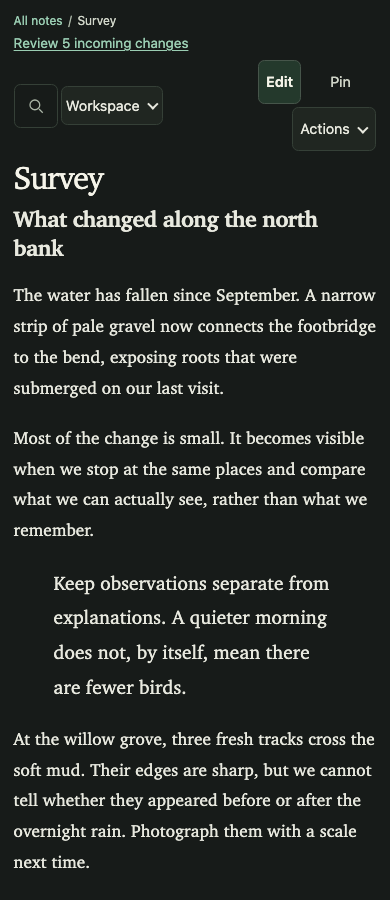 All notes / Survey
Review 5 incoming changes
Edit
Pin
Workspace
Actions
Survey
What changed along the north
bank
The water has fallen since September. A narrow
strip of pale gravel now connects the footbridge
to the bend, exposing roots that were
submerged on our last visit.
Most of the change is small. It becomes visible
when we stop at the same places and compare
what we can actually see, rather than what we
remember.
Keep observations separate from
explanations. A quieter morning
does not, by itself, mean there
are fewer birds.
At the willow grove, three fresh tracks cross the
soft mud. Their edges are sharp, but we cannot
tell whether they appeared before or after the
overnight rain. Photograph them with a scale
next time.